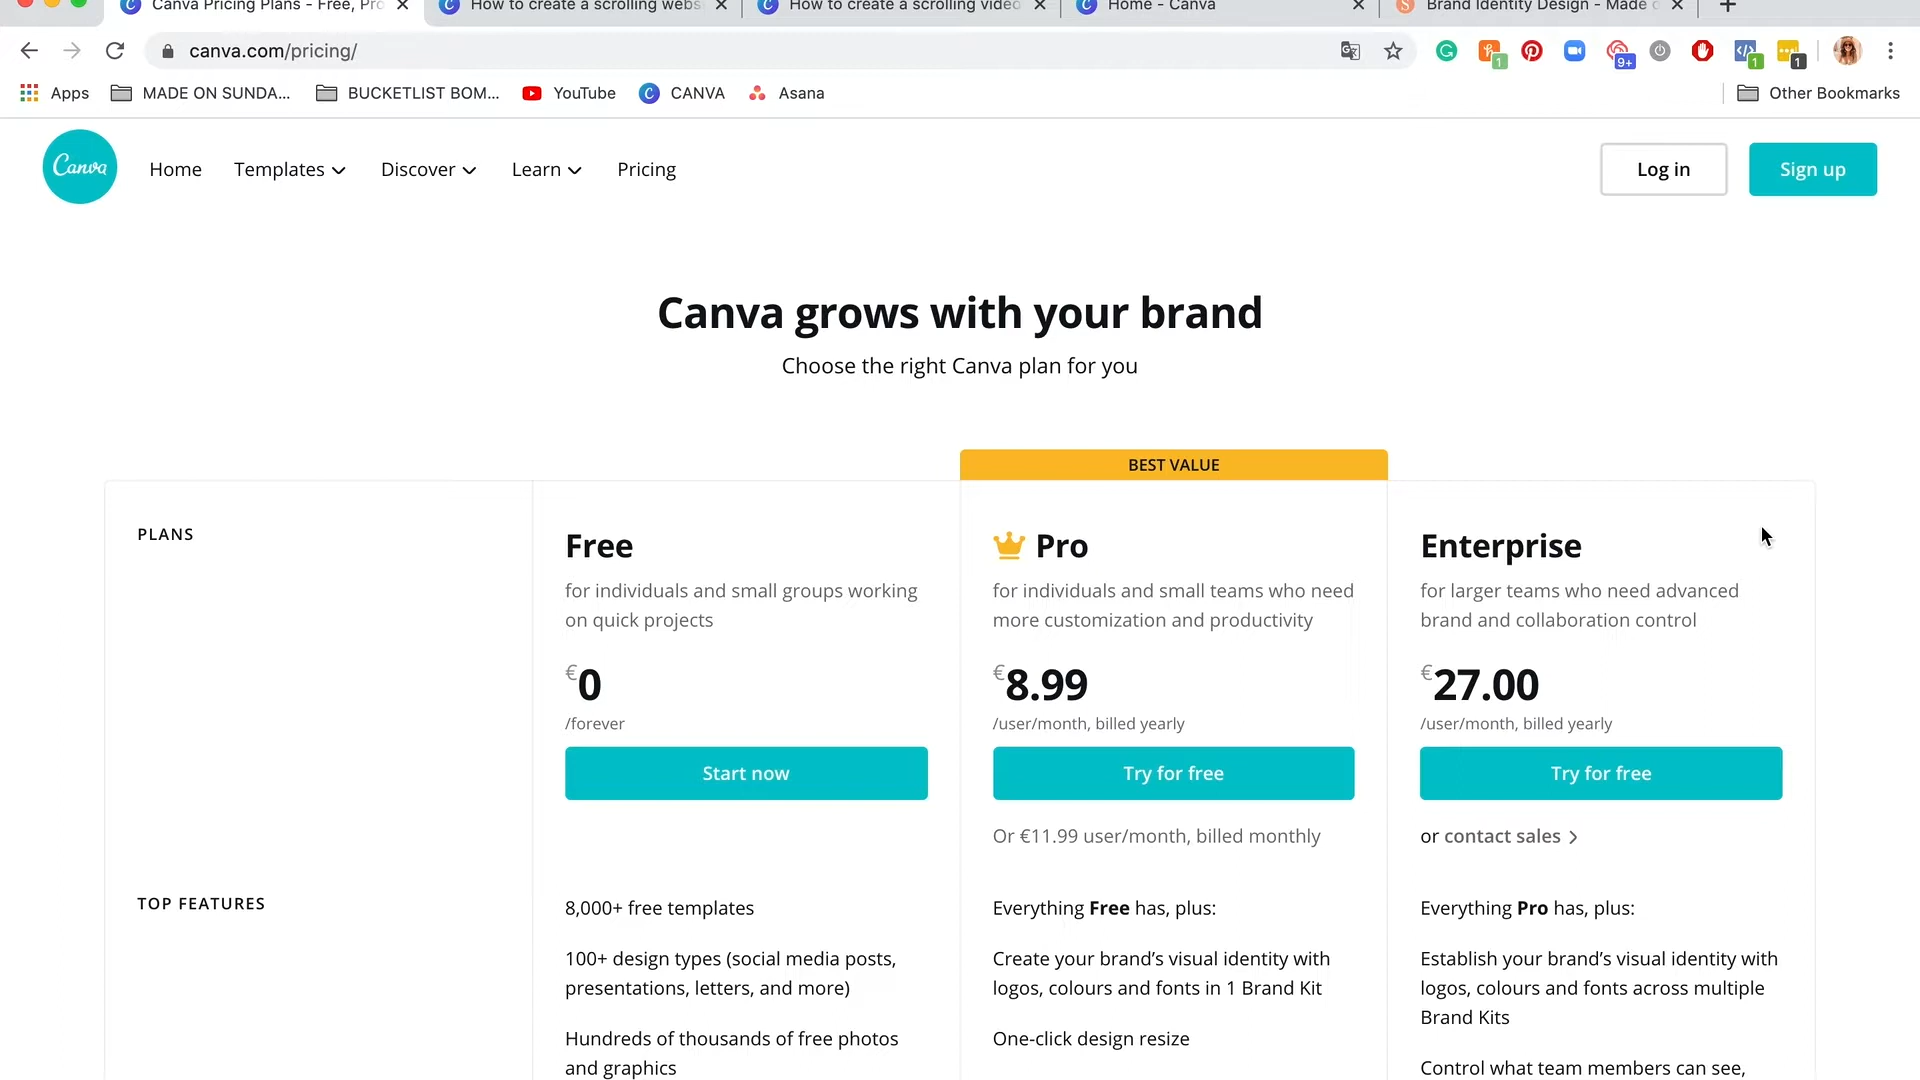 Canva Pricing Plans - Free, Pro
How to create a scrolling webs
How to create a scrolling video
Home - Canva
Brand Identity Design - Made o
canva.com/pricing/
1
9+
1
1
Apps
MADE ON SUNDA...
BUCKETLIST BOM...
YouTube
CANVA
Asana
Other Bookmarks
Canva
Home
Templates
Discover
Learn
Pricing
Log in
Sign up
Canva grows with your brand
Choose the right Canva plan for you
BEST VALUE
PLANS
Free
for individuals and small groups working
on quick projects
€0
/forever
Start now
Pro
for individuals and small teams who need
more customization and productivity
€8.99
/user/month, billed yearly
Try for free
Or €11.99 user/month, billed monthly
Enterprise
for larger teams who need advanced
brand and collaboration control
€27.00
/user/month, billed yearly
Try for free
or contact sales
TOP FEATURES
8,000+ free templates
100+ design types (social media posts,
presentations, letters, and more)
Hundreds of thousands of free photos
and graphics
Everything Free has, plus:
Create your brand’s visual identity with
logos, colours and fonts in 1 Brand Kit
One-click design resize
Everything Pro has, plus:
Establish your brand’s visual identity with
logos, colours and fonts across multiple
Brand Kits
Control what team members can see,